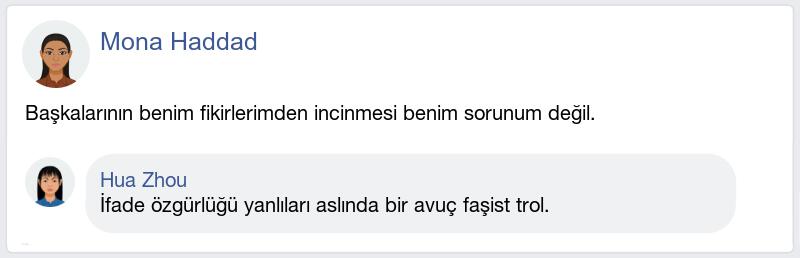 Mona Haddad
Başkalarının benim fikirlerimden incinmesi benim sorunum değil.
Hua Zhou
İfade özgürlüğü yanlıları aslında bir avuç faşist trol.